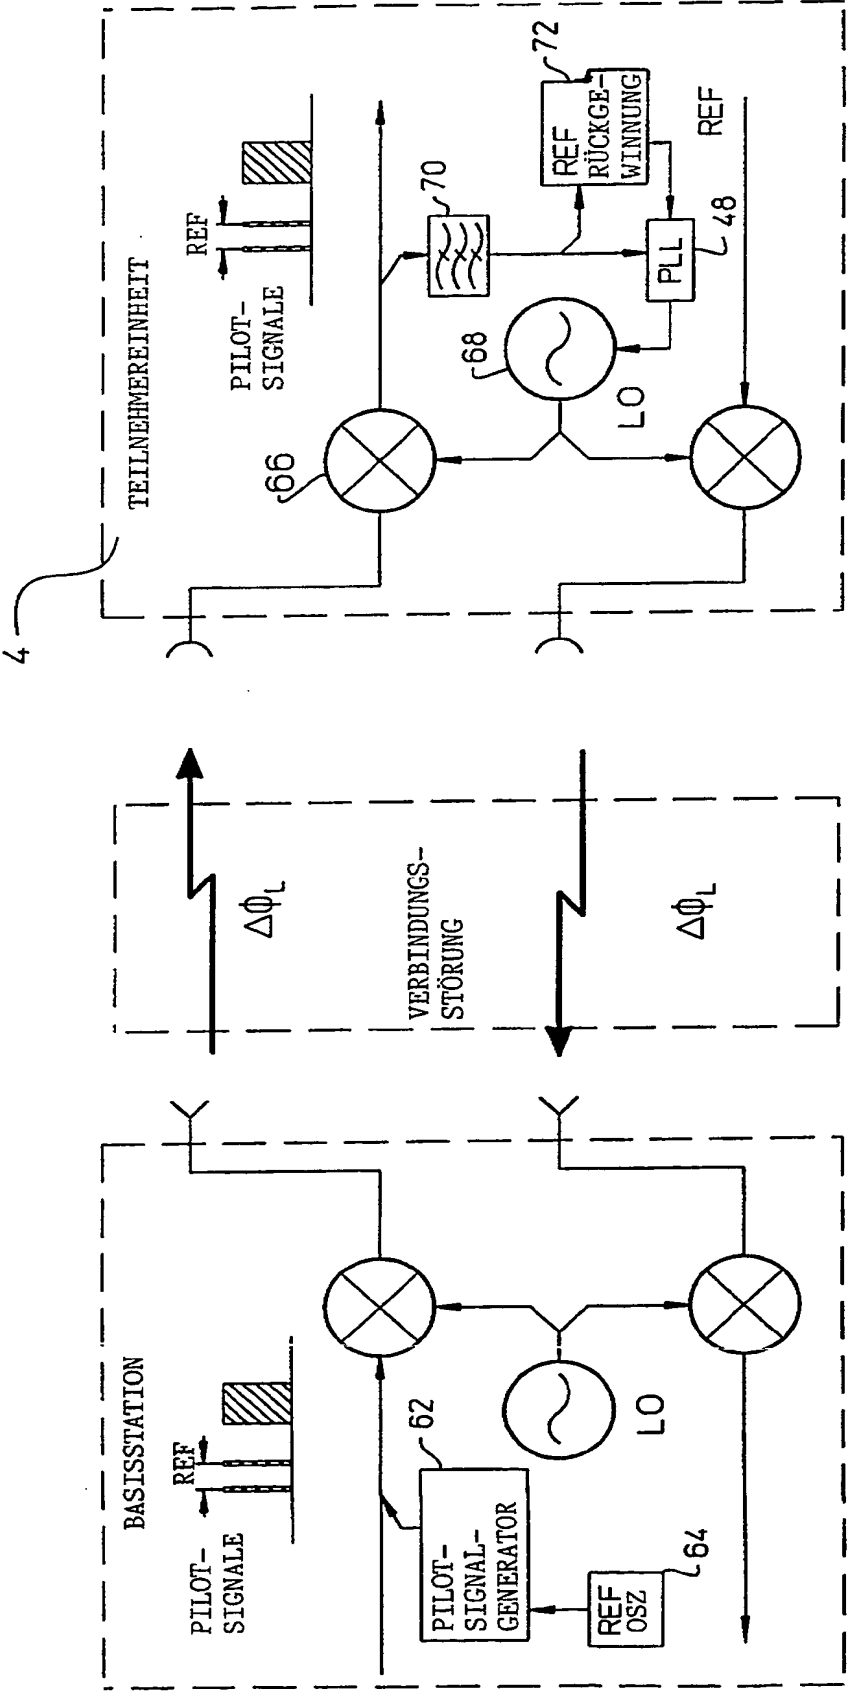 BASISSTATION
PILOT-
SIGNALE
REF
PILOT-
SIGNAL-
GENERATOR
62
REF
OSZ
64
LO
ΔΦL
VERBINDUNGS-
STÖRUNG
ΔΦL
4
TEILNEHMEREINHEIT
PILOT-
SIGNALE
REF
66
68
LO
70
72
REF
RÜCKGE-
WINNUNG
PLL
48
REF